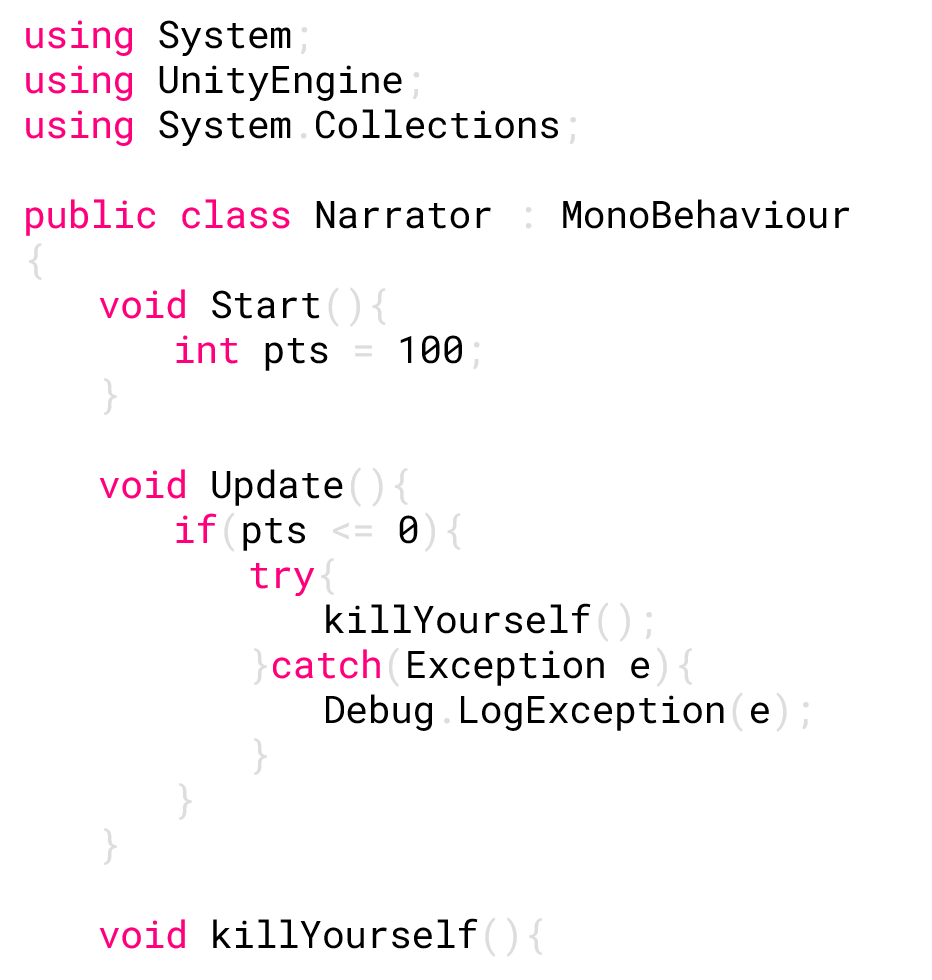 using System;
using UnityEngine;
using System.Collections;
public class Narrator : MonoBehaviour
{
void Start(){
int pts = 100;
}
void Update(){
if(pts <= 0){
try{
killYourself();
}catch(Exception e){
Debug.LogException(e);
}
}
}
void killYourself(){